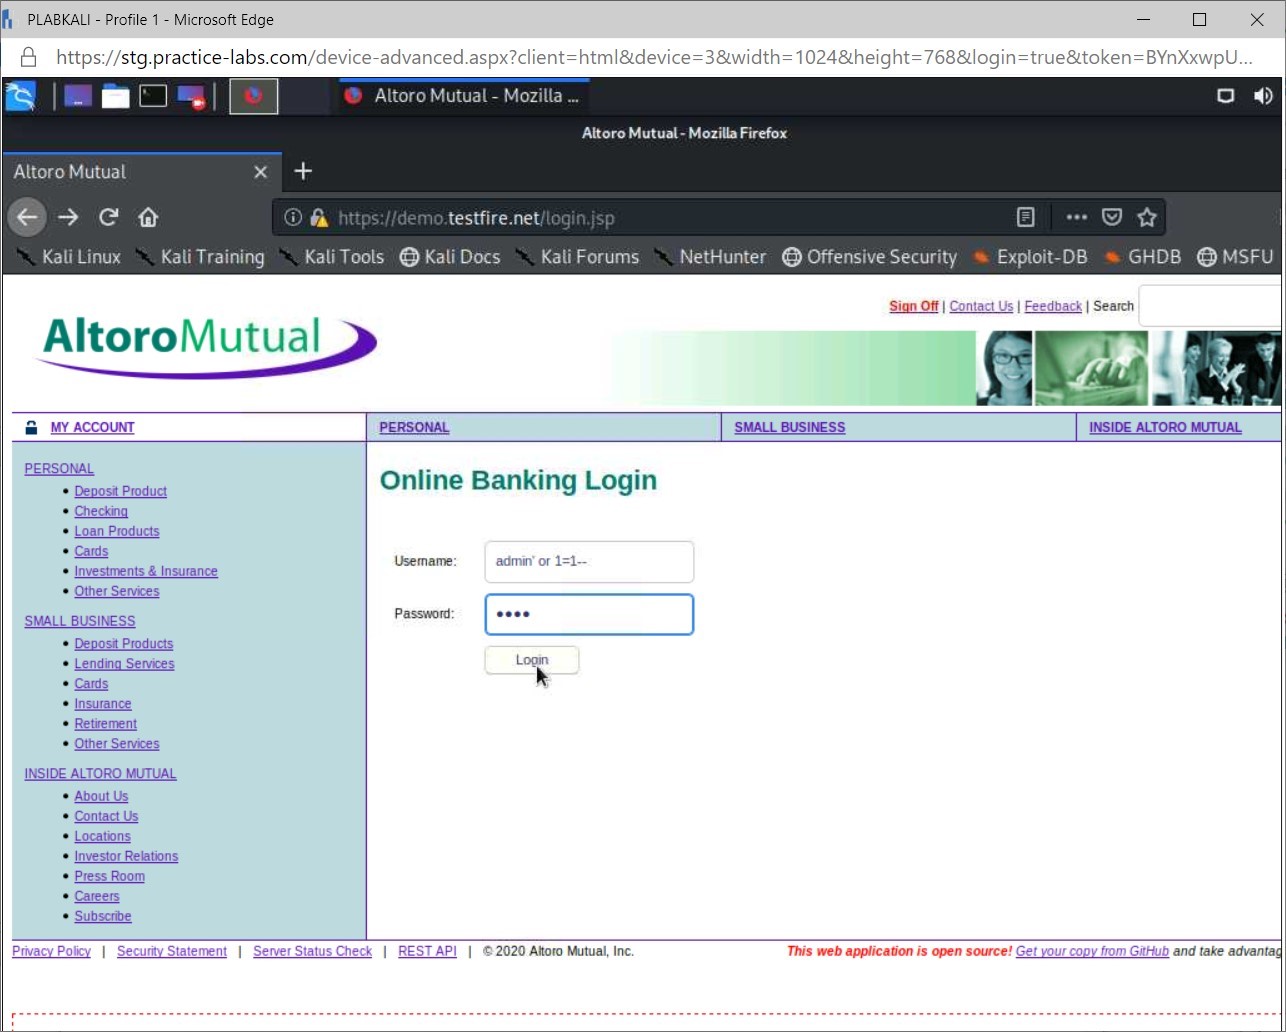 PLABKALI - Profile 1 - Microsoft Edge
https://stg.practice-labs.com/device-advanced.aspx?client=html&device=3&width=1024&height=768&login=true&token=BYnXxwpU...
Altoro Mutual - Mozilla ...
Altoro Mutual - Mozilla Firefox
Altoro Mutual
https://demo.testfire.net/login.jsp
Kali Linux Kali Training Kali Tools Kali Docs Kali Forums NetHunter Offensive Security Exploit-DB GHDB MSFU
Sign Off | Contact Us | Feedback | Search
AltoroMutual
MY ACCOUNT PERSONAL SMALL BUSINESS INSIDE ALTORO MUTUAL
PERSONAL
• Deposit Product
• Checking
• Loan Products
• Cards
• Investments & Insurance
• Other Services
SMALL BUSINESS
• Deposit Products
• Lending Services
• Cards
• Insurance
• Retirement
• Other Services
INSIDE ALTORO MUTUAL
• About Us
• Contact Us
• Locations
• Investor Relations
• Press Room
• Careers
• Subscribe
Online Banking Login
Username: admin' or 1=1--
Password: ••••
Login
Privacy Policy | Security Statement | Server Status Check | REST API | © 2020 Altoro Mutual, Inc. This web application is open source! Get your copy from GitHub and take advantag